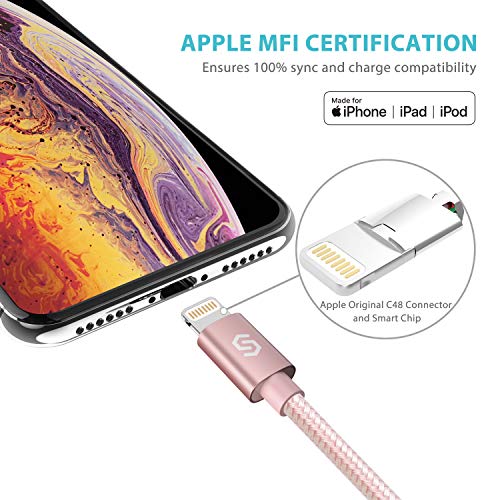 APPLE MFI CERTIFICATION
Ensures 100% sync and charge compatibility
Made for
iPhone | iPad | iPod
Apple Original C48 Connector
and Smart Chip